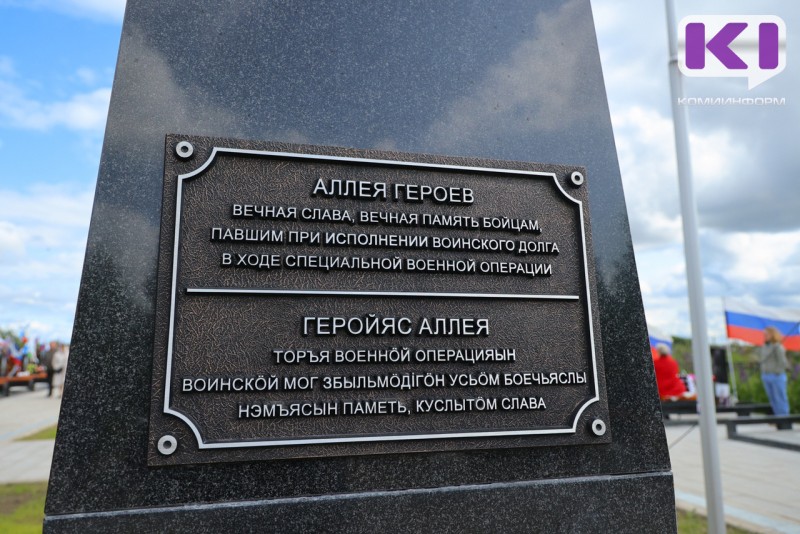 КІ
КОМИИНФОРМ
АЛЛЕЯ ГЕРОЕВ
ВЕЧНАЯ СЛАВА, ВЕЧНАЯ ПАМЯТЬ БОЙЦАМ,
ПАВШИМ ПРИ ИСПОЛНЕНИИ ВОИНСКОГО ДОЛГА
В ХОДЕ СПЕЦИАЛЬНОЙ ВОЕННОЙ ОПЕРАЦИИ
ГЕРОЙЯС АЛЛЕЯ
ТОРЪЯ ВОЕННӦЙ ОПЕРАЦИЯЫН
ВОИНСКӦЙ МОГ ЗБЫЛЬМӦДІГӦН УСЬӦМ БОЕЧЬЯСЛЫ
НЭМЪЯСЫН ПАМЕТЬ, КУСЛЫТӦМ СЛАВА